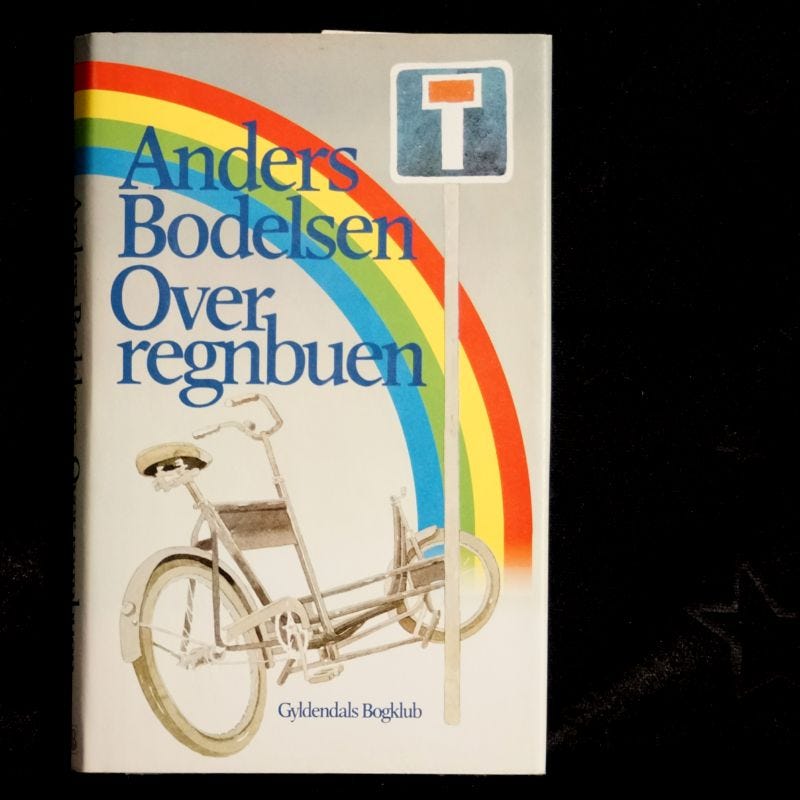 Anders
Bodelsen
Over
regnbuen
Gyldendals Bogklub